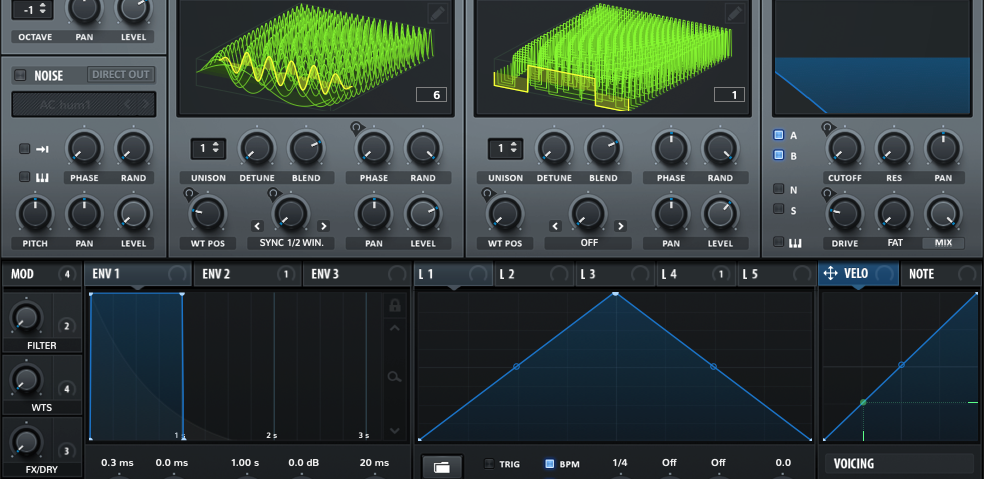 -1
OCTAVE PAN LEVEL
NOISE DIRECT OUT
AC hum1
6
1
1
1
A
B
PHASE RAND
UNISON DETUNE BLEND PHASE RAND
UNISON DETUNE BLEND PHASE RAND
CUTOFF RES PAN
N
S
PITCH PAN LEVEL
WT POS < SYNC 1/2 WIN. > PAN LEVEL
WT POS < OFF > PAN LEVEL
DRIVE FAT MIX
MOD 4 ENV 1 ENV 2 1 ENV 3 L 1 L 2 L 3 L 4 1 L 5 VELO NOTE
2
FILTER
4
WTS
3
FX/DRY
1 s 2 s 3 s
0.3 ms 0.0 ms 1.00 s 0.0 dB 20 ms
TRIG BPM 1/4 Off Off 0.0
VOICING